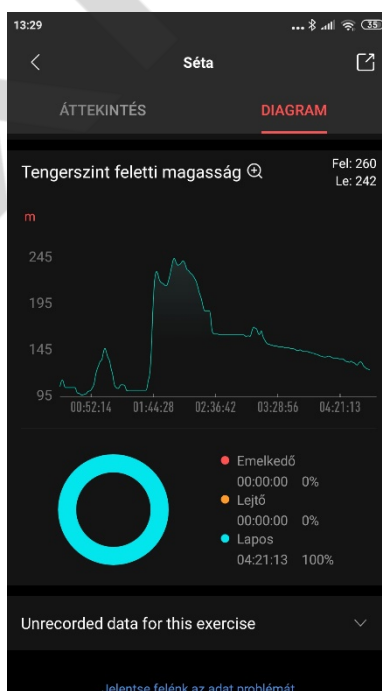 13:29
... 35
Séta
ÁTTEKINTÉS DIAGRAM
Tengerszint feletti magasság
Fel: 260
Le: 242
m
245
195
145
95
00:52:14 01:44:28 02:36:42 03:28:56 04:21:13
Emelkedő
00:00:00 0%
Lejtő
00:00:00 0%
Lapos
04:21:13 100%
Unrecorded data for this exercise
Jelentse felénk az adat problémát